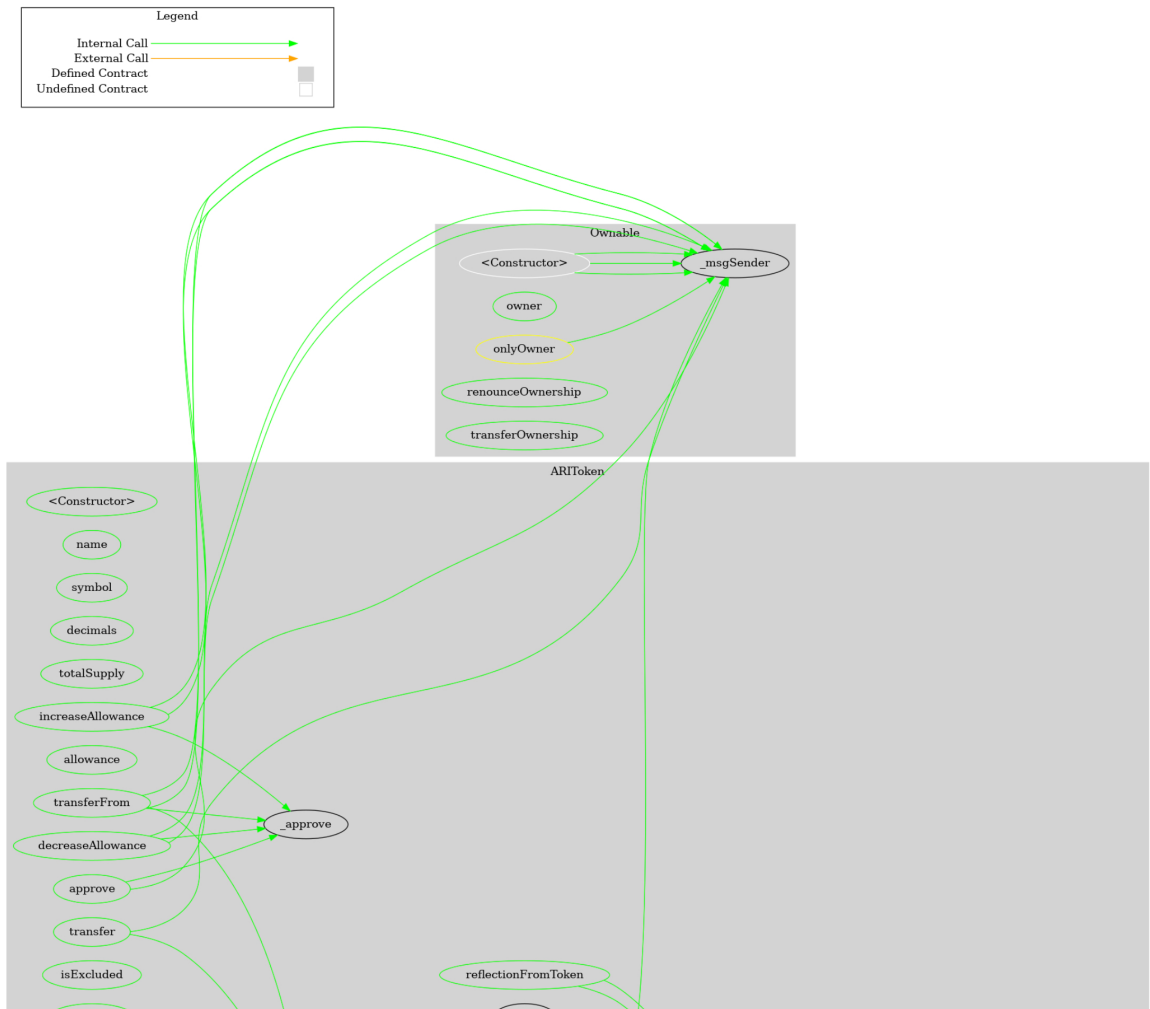 Legend
Internal Call
External Call
Defined Contract
Undefined Contract
Ownable
<Constructor>
_msgSender
owner
onlyOwner
renounceOwnership
transferOwnership
ARIToken
<Constructor>
name
symbol
decimals
totalSupply
increaseAllowance
allowance
transferFrom
_approve
decreaseAllowance
approve
transfer
isExcluded
reflectionFromToken